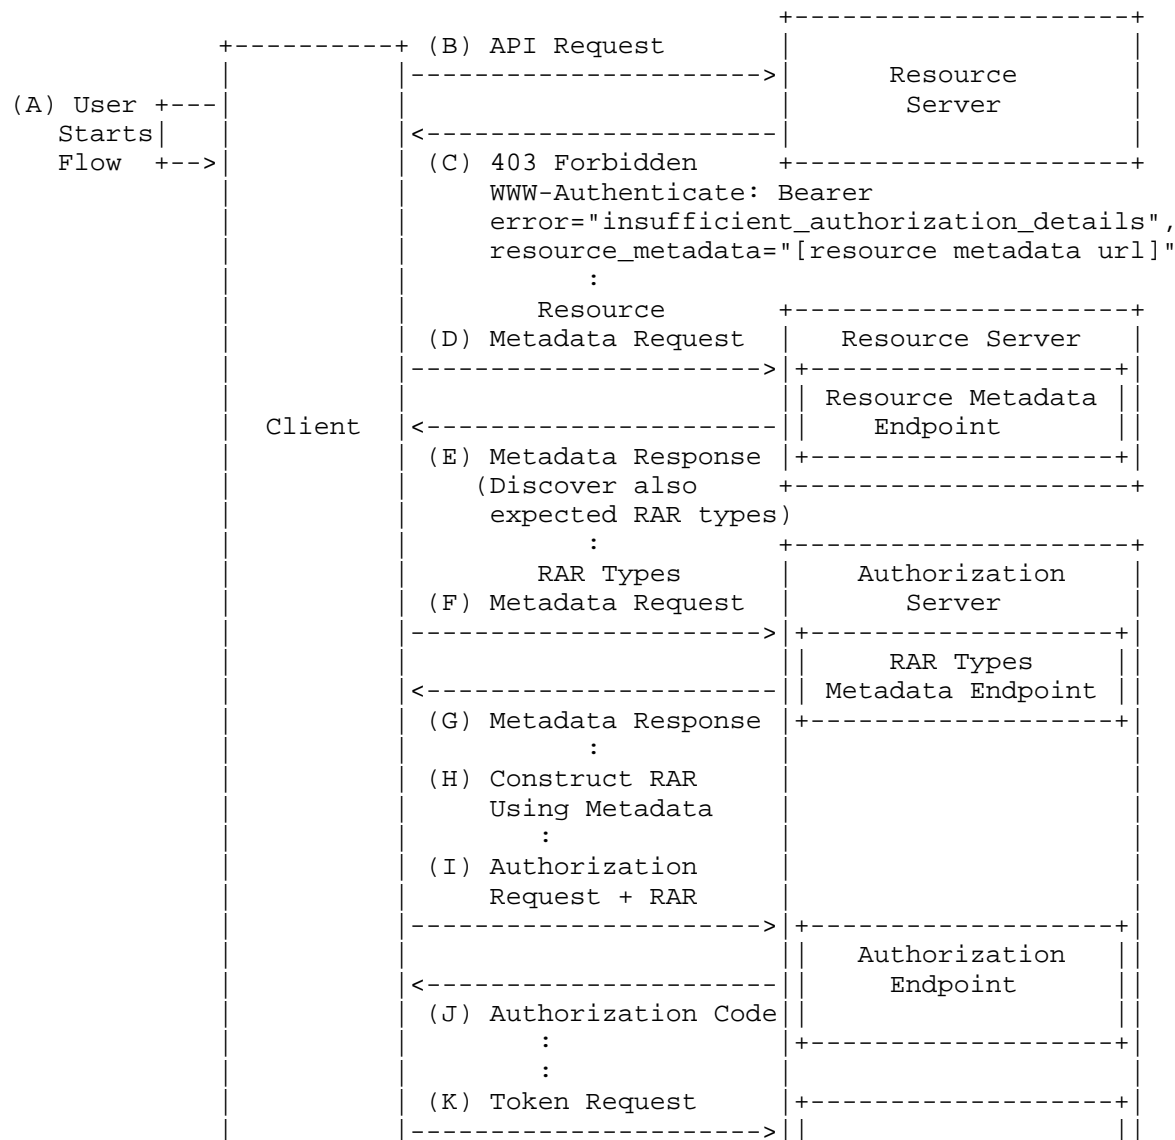 (B) API Request
Resource
(A) User
Server
Starts
Flow
(C) 403 Forbidden
WWW-Authenticate: Bearer
error="insufficient_authorization_details",
resource_metadata="[resource metadata url]"
:
Resource
(D) Metadata Request
Resource Server
Resource Metadata
Client
Endpoint
(E) Metadata Response
(Discover also
expected RAR types)
:
RAR Types
Authorization
(F) Metadata Request
Server
RAR Types
Metadata Endpoint
(G) Metadata Response
:
(H) Construct RAR
Using Metadata
:
(I) Authorization
Request + RAR
Authorization
Endpoint
(J) Authorization Code
:
:
(K) Token Request